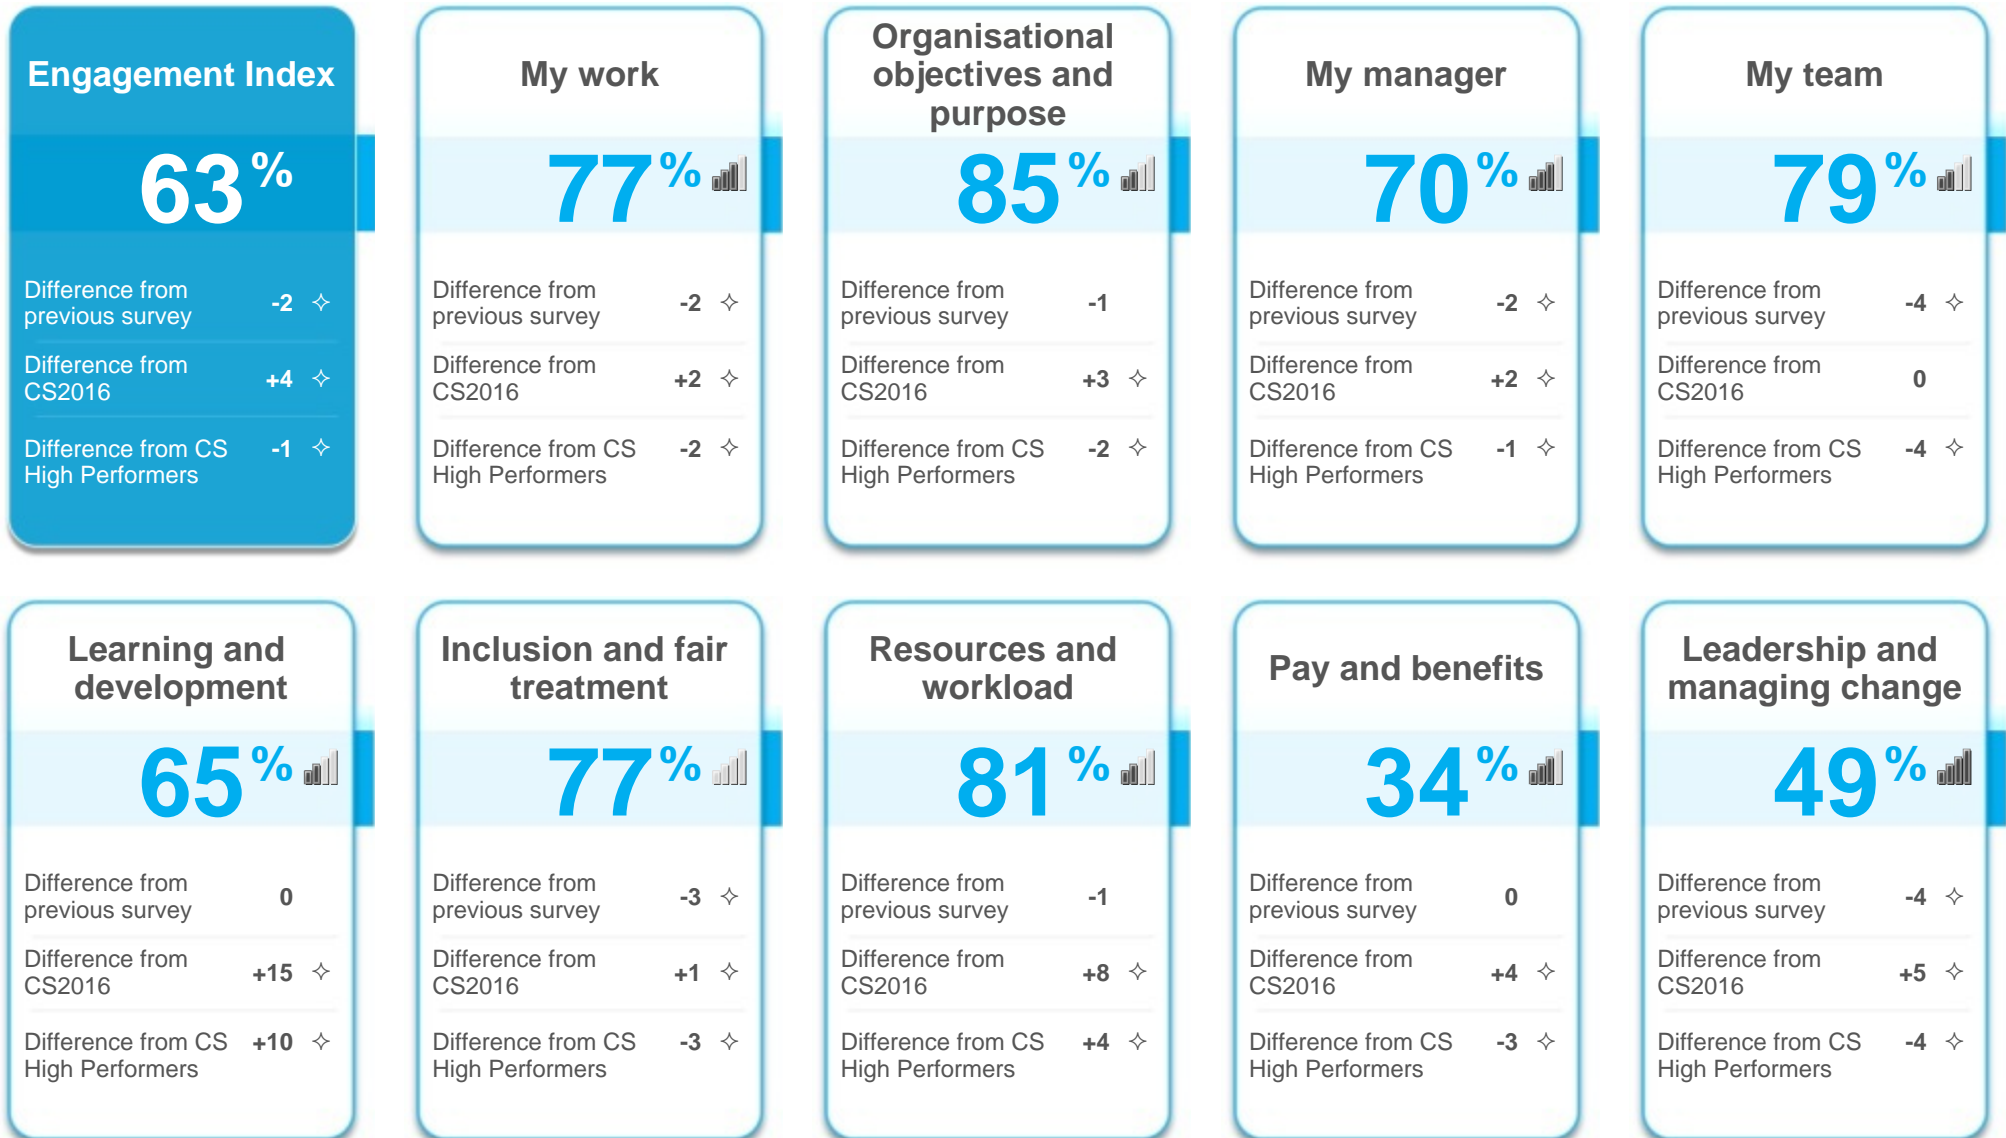 Engagement Index
63%
Difference from
previous survey
-2 ✧
Difference from
CS2016
+4 ✧
Difference from CS
High Performers
-1 ✧
My work
77%
Difference from
previous survey
-2 ✧
Difference from
CS2016
+2 ✧
Difference from CS
High Performers
-2 ✧
Organisational
objectives and
purpose
85%
Difference from
previous survey
-1
Difference from
CS2016
+3 ✧
Difference from CS
High Performers
-2 ✧
My manager
70%
Difference from
previous survey
-2 ✧
Difference from
CS2016
+2 ✧
Difference from CS
High Performers
-1 ✧
My team
79%
Difference from
previous survey
-4 ✧
Difference from
CS2016
0
Difference from CS
High Performers
-4 ✧
Learning and
development
65%
Difference from
previous survey
0
Difference from
CS2016
+15 ✧
Difference from CS
High Performers
+10 ✧
Inclusion and fair
treatment
77%
Difference from
previous survey
-3 ✧
Difference from
CS2016
+1 ✧
Difference from CS
High Performers
-3 ✧
Resources and
workload
81%
Difference from
previous survey
-1
Difference from
CS2016
+8 ✧
Difference from CS
High Performers
+4 ✧
Pay and benefits
34%
Difference from
previous survey
0
Difference from
CS2016
+4 ✧
Difference from CS
High Performers
-3 ✧
Leadership and
managing change
49%
Difference from
previous survey
-4 ✧
Difference from
CS2016
+5 ✧
Difference from CS
High Performers
-4 ✧